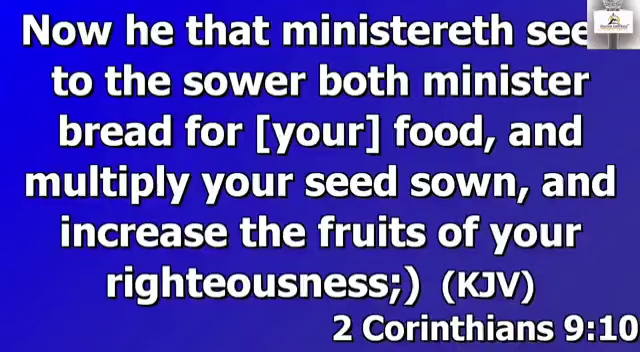 Now he that ministereth see
to the sower both minister
bread for [your] food, and
multiply your seed sown, and
increase the fruits of your
righteousness;) (KJV)
2 Corinthians 9:10